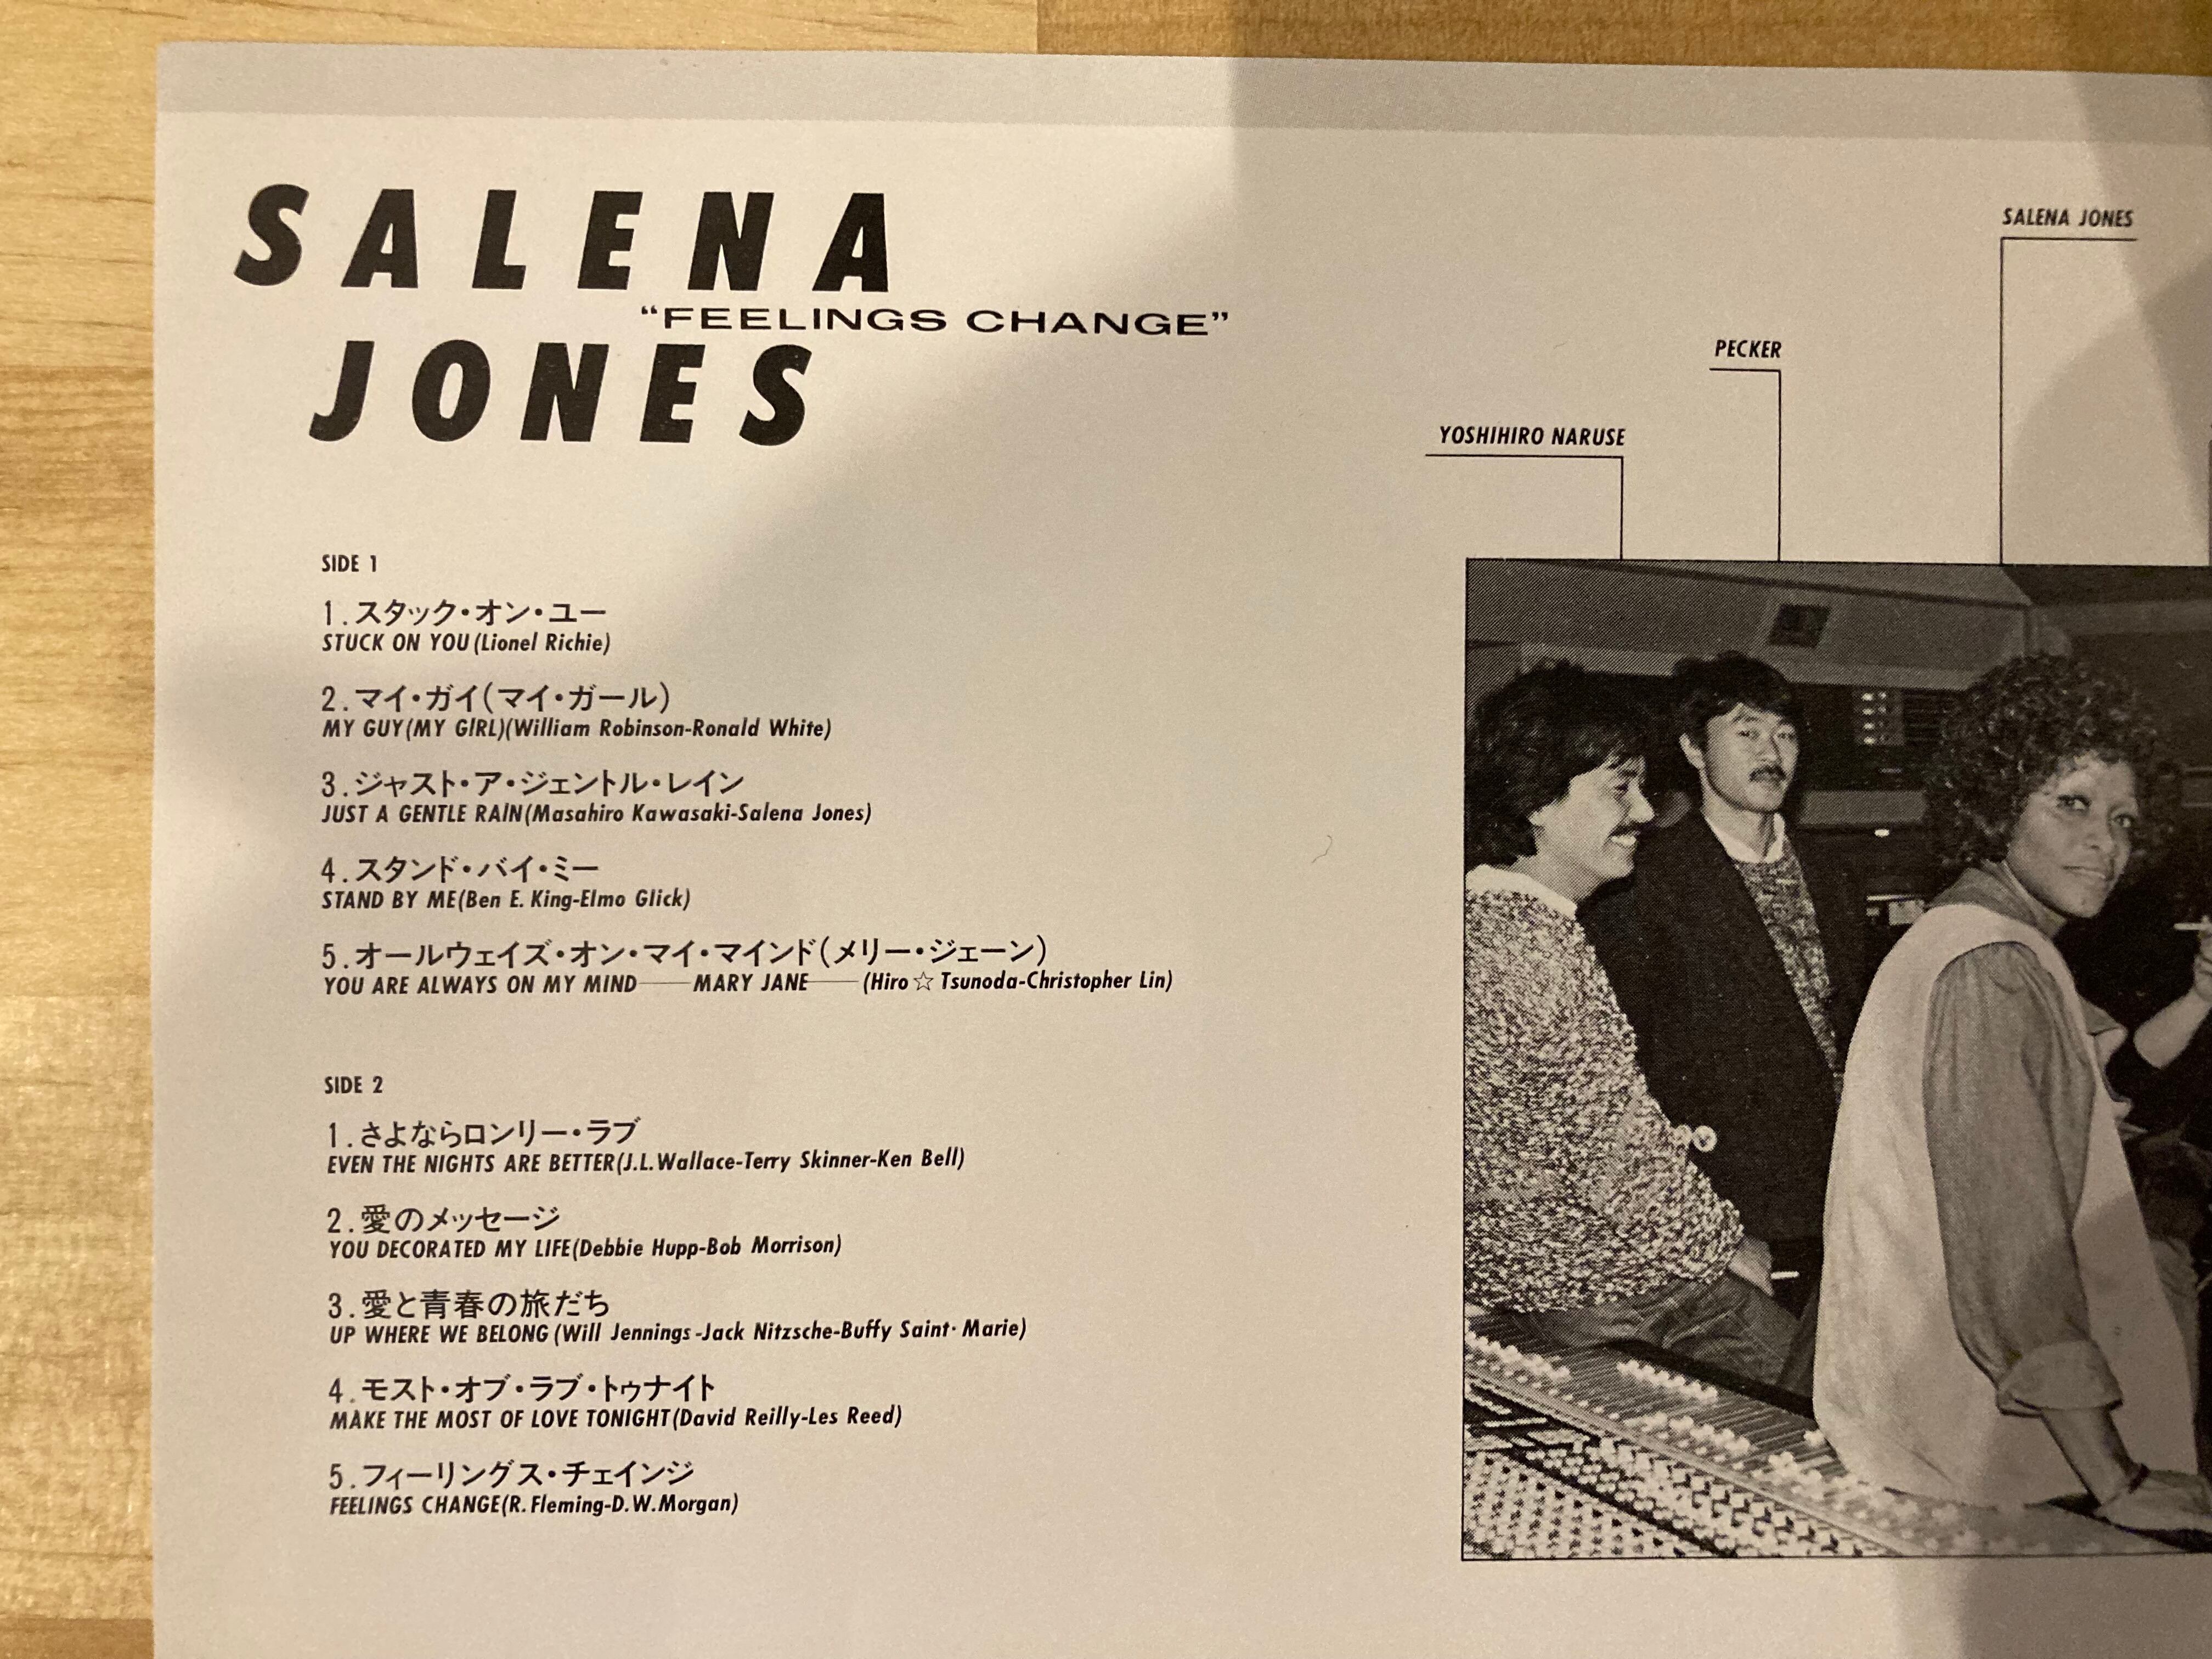 SALENA
“FEELINGS CHANGE”
JONES
SIDE 1
1.スタック・オン・ユー
STUCK ON YOU(Lionel Richie)
2.マイ・ガイ(マイ・ガール)
MY GUY(MY GIRL)(William Robinson-Ronald White)
3.ジャスト・ア・ジェントル・レイン
JUST A GENTLE RAIN(Masahiro Kawasaki-Salena Jones)
4.スタンド・バイ・ミー
STAND BY ME(Ben E. King-Elmo Glick)
5.オールウェイズ・オン・マイ・マインド(メリー・ジェーン)
YOU ARE ALWAYS ON MY MIND——MARY JANE——(Hiro☆Tsunoda-Christopher Lin)
SIDE 2
1.さよならロンリー・ラブ
EVEN THE NIGHTS ARE BETTER(J.L.Wallace-Terry Skinner-Ken Bell)
2.愛のメッセージ
YOU DECORATED MY LIFE(Debbie Hupp-Bob Morrison)
3.愛と青春の旅だち
UP WHERE WE BELONG(Will Jennings-Jack Nitzsche-Buffy Saint·Marie)
4.モスト・オブ・ラブ・トゥナイト
MAKE THE MOST OF LOVE TONIGHT(David Reilly-Les Reed)
5.フィーリングス・チェインジ
FEELINGS CHANGE(R.Fleming-D.W.Morgan)
YOSHIHIRO NARUSE
PECKER
SALENA JONES